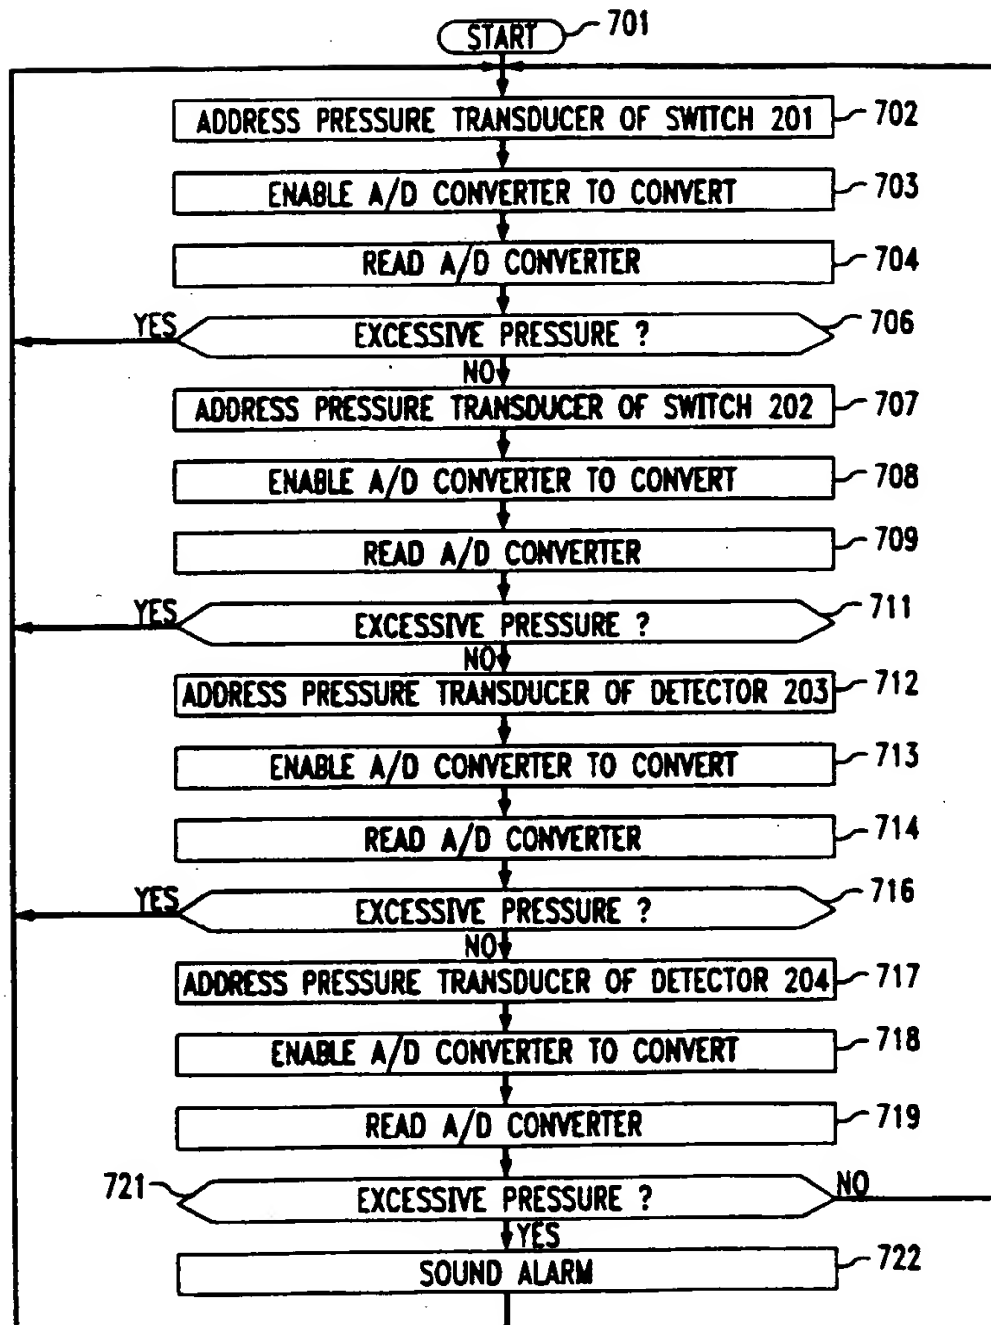 START 701
ADDRESS PRESSURE TRANSDUCER OF SWITCH 201 702
ENABLE A/D CONVERTER TO CONVERT 703
READ A/D CONVERTER 704
YES EXCESSIVE PRESSURE ? 706
NO
ADDRESS PRESSURE TRANSDUCER OF SWITCH 202 707
ENABLE A/D CONVERTER TO CONVERT 708
READ A/D CONVERTER 709
YES EXCESSIVE PRESSURE ? 711
NO
ADDRESS PRESSURE TRANSDUCER OF DETECTOR 203 712
ENABLE A/D CONVERTER TO CONVERT 713
READ A/D CONVERTER 714
YES EXCESSIVE PRESSURE ? 716
NO
ADDRESS PRESSURE TRANSDUCER OF DETECTOR 204 717
ENABLE A/D CONVERTER TO CONVERT 718
READ A/D CONVERTER 719
721 EXCESSIVE PRESSURE ? NO
YES
SOUND ALARM 722